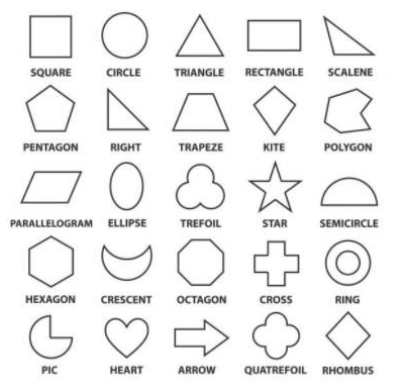 SQUARE CIRCLE TRIANGLE RECTANGLE SCALENE
PENTAGON RIGHT TRAPEZE KITE POLYGON
PARALLELOGRAM ELLIPSE TREFOIL STAR SEMICIRCLE
HEXAGON CRESCENT OCTAGON CROSS RING
PIC HEART ARROW QUATREFOIL RHOMBUS